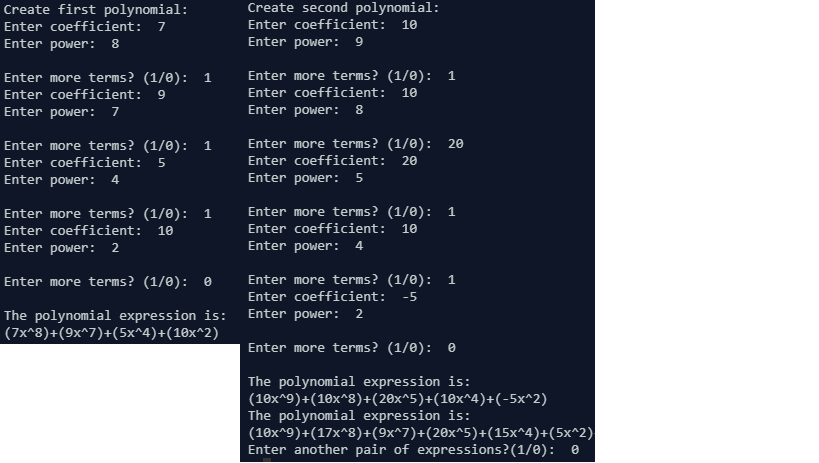 Create first polynomial:
Enter coefficient:  7
Enter power:  8
Enter more terms? (1/0):  1
Enter coefficient:  9
Enter power:  7
Enter more terms? (1/0):  1
Enter coefficient:  5
Enter power:  4
Enter more terms? (1/0):  1
Enter coefficient:  10
Enter power:  2
Enter more terms? (1/0):  0
The polynomial expression is:
(7x^8)+(9x^7)+(5x^4)+(10x^2)
Create second polynomial:
Enter coefficient:  10
Enter power:  9
Enter more terms? (1/0):  1
Enter coefficient:  10
Enter power:  8
Enter more terms? (1/0):  20
Enter coefficient:  20
Enter power:  5
Enter more terms? (1/0):  1
Enter coefficient:  10
Enter power:  4
Enter more terms? (1/0):  1
Enter coefficient:  -5
Enter power:  2
Enter more terms? (1/0):  0
The polynomial expression is:
(10x^9)+(10x^8)+(20x^5)+(10x^4)+(-5x^2)
The polynomial expression is:
(10x^9)+(17x^8)+(9x^7)+(20x^5)+(15x^4)+(5x^2)
Enter another pair of expressions?(1/0):  0